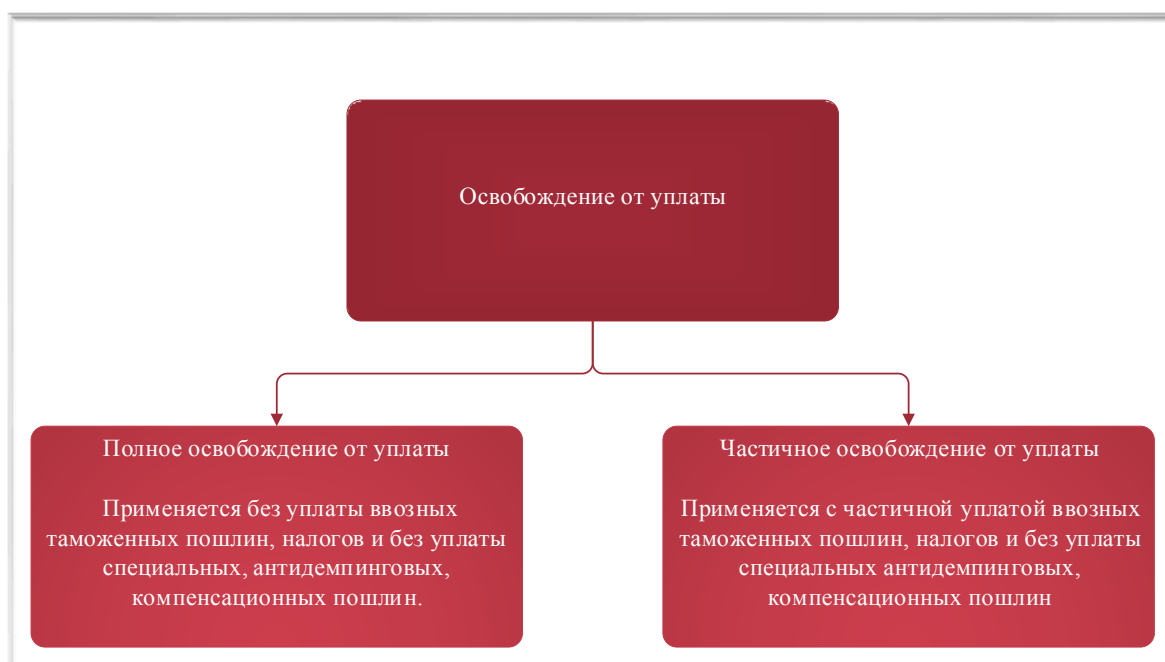 Освобождение от уплаты
Полное освобождение от уплаты
Применяется без уплаты ввозных
таможенных пошлин, налогов и без уплаты
специальных, антидемпинговых,
компенсационных пошлин.
Частичное освобождение от уплаты
Применяется с частичной уплатой ввозных
таможенных пошлин, налогов и без уплаты
специальных антидемпинговых,
компенсационных пошлин